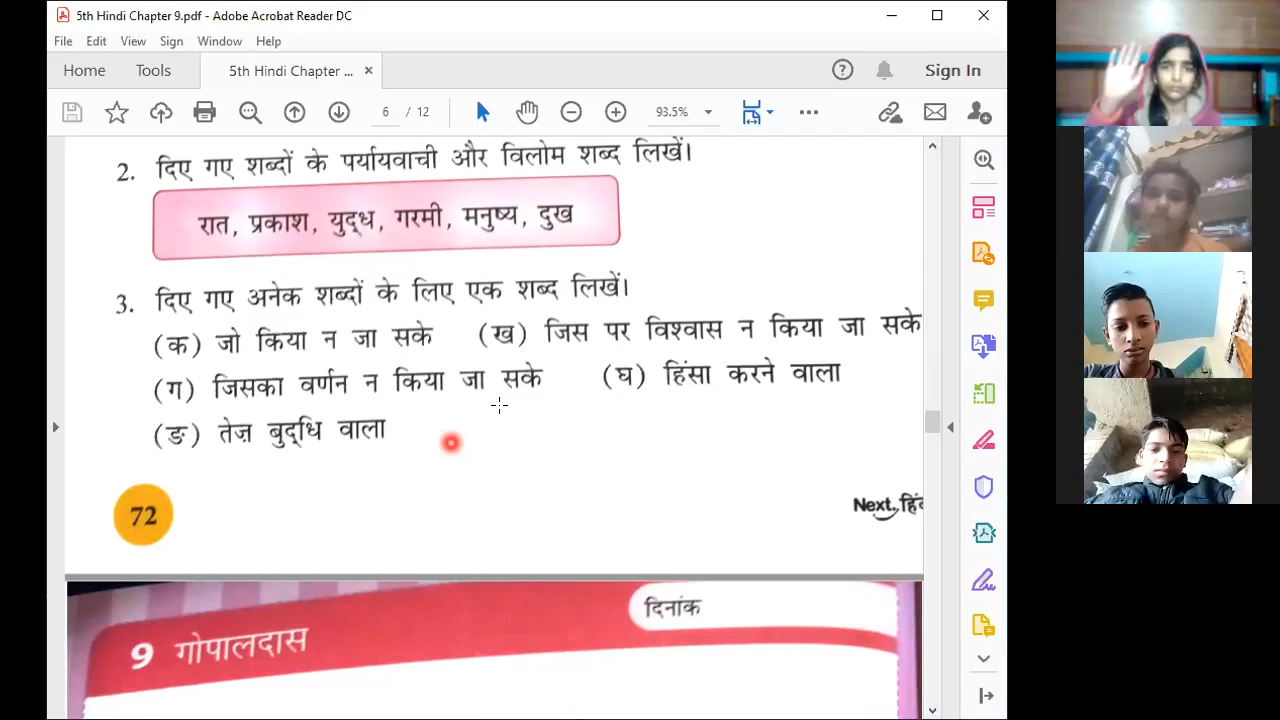 5th Hindi Chapter 9.pdf - Adobe Acrobat Reader DC
File Edit View Sign Window Help
Home Tools 5th Hindi Chapter ... Sign In
6 / 12 93.5%
2. दिए गए शब्दों के पर्यायवाची और विलोम शब्द लिखें।
रात, प्रकाश, युद्ध, गरमी, मनुष्य, दुख
3. दिए गए अनेक शब्दों के लिए एक शब्द लिखें।
(क) जो किया न जा सके (ख) जिस पर विश्वास न किया जा सके
(ग) जिसका वर्णन न किया जा सके (घ) हिंसा करने वाला
(ङ) तेज़ बुद्धि वाला
72
Next.
9 गोपालदास
दिनांक